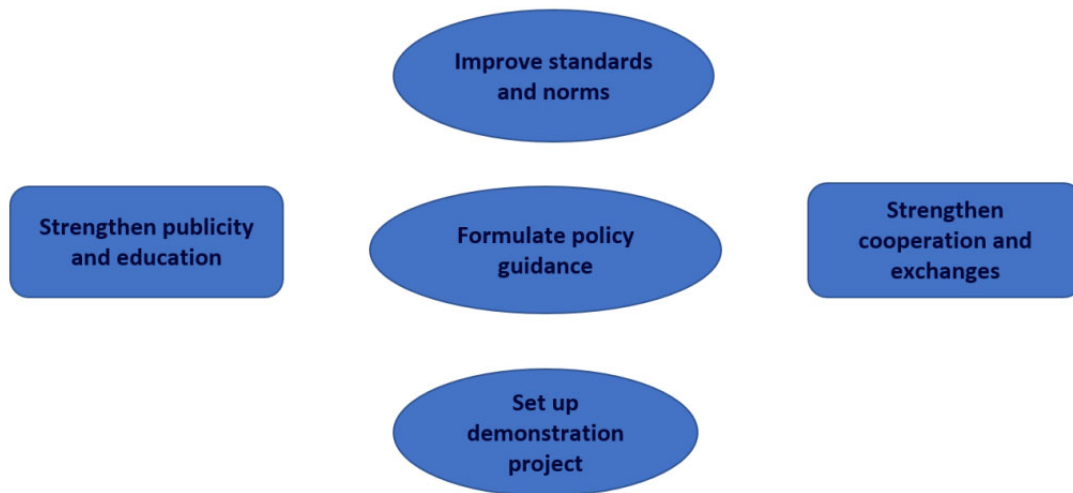 Improve standards
and norms
Strengthen publicity
and education
Formulate policy
guidance
Strengthen
cooperation and
exchanges
Set up
demonstration
project